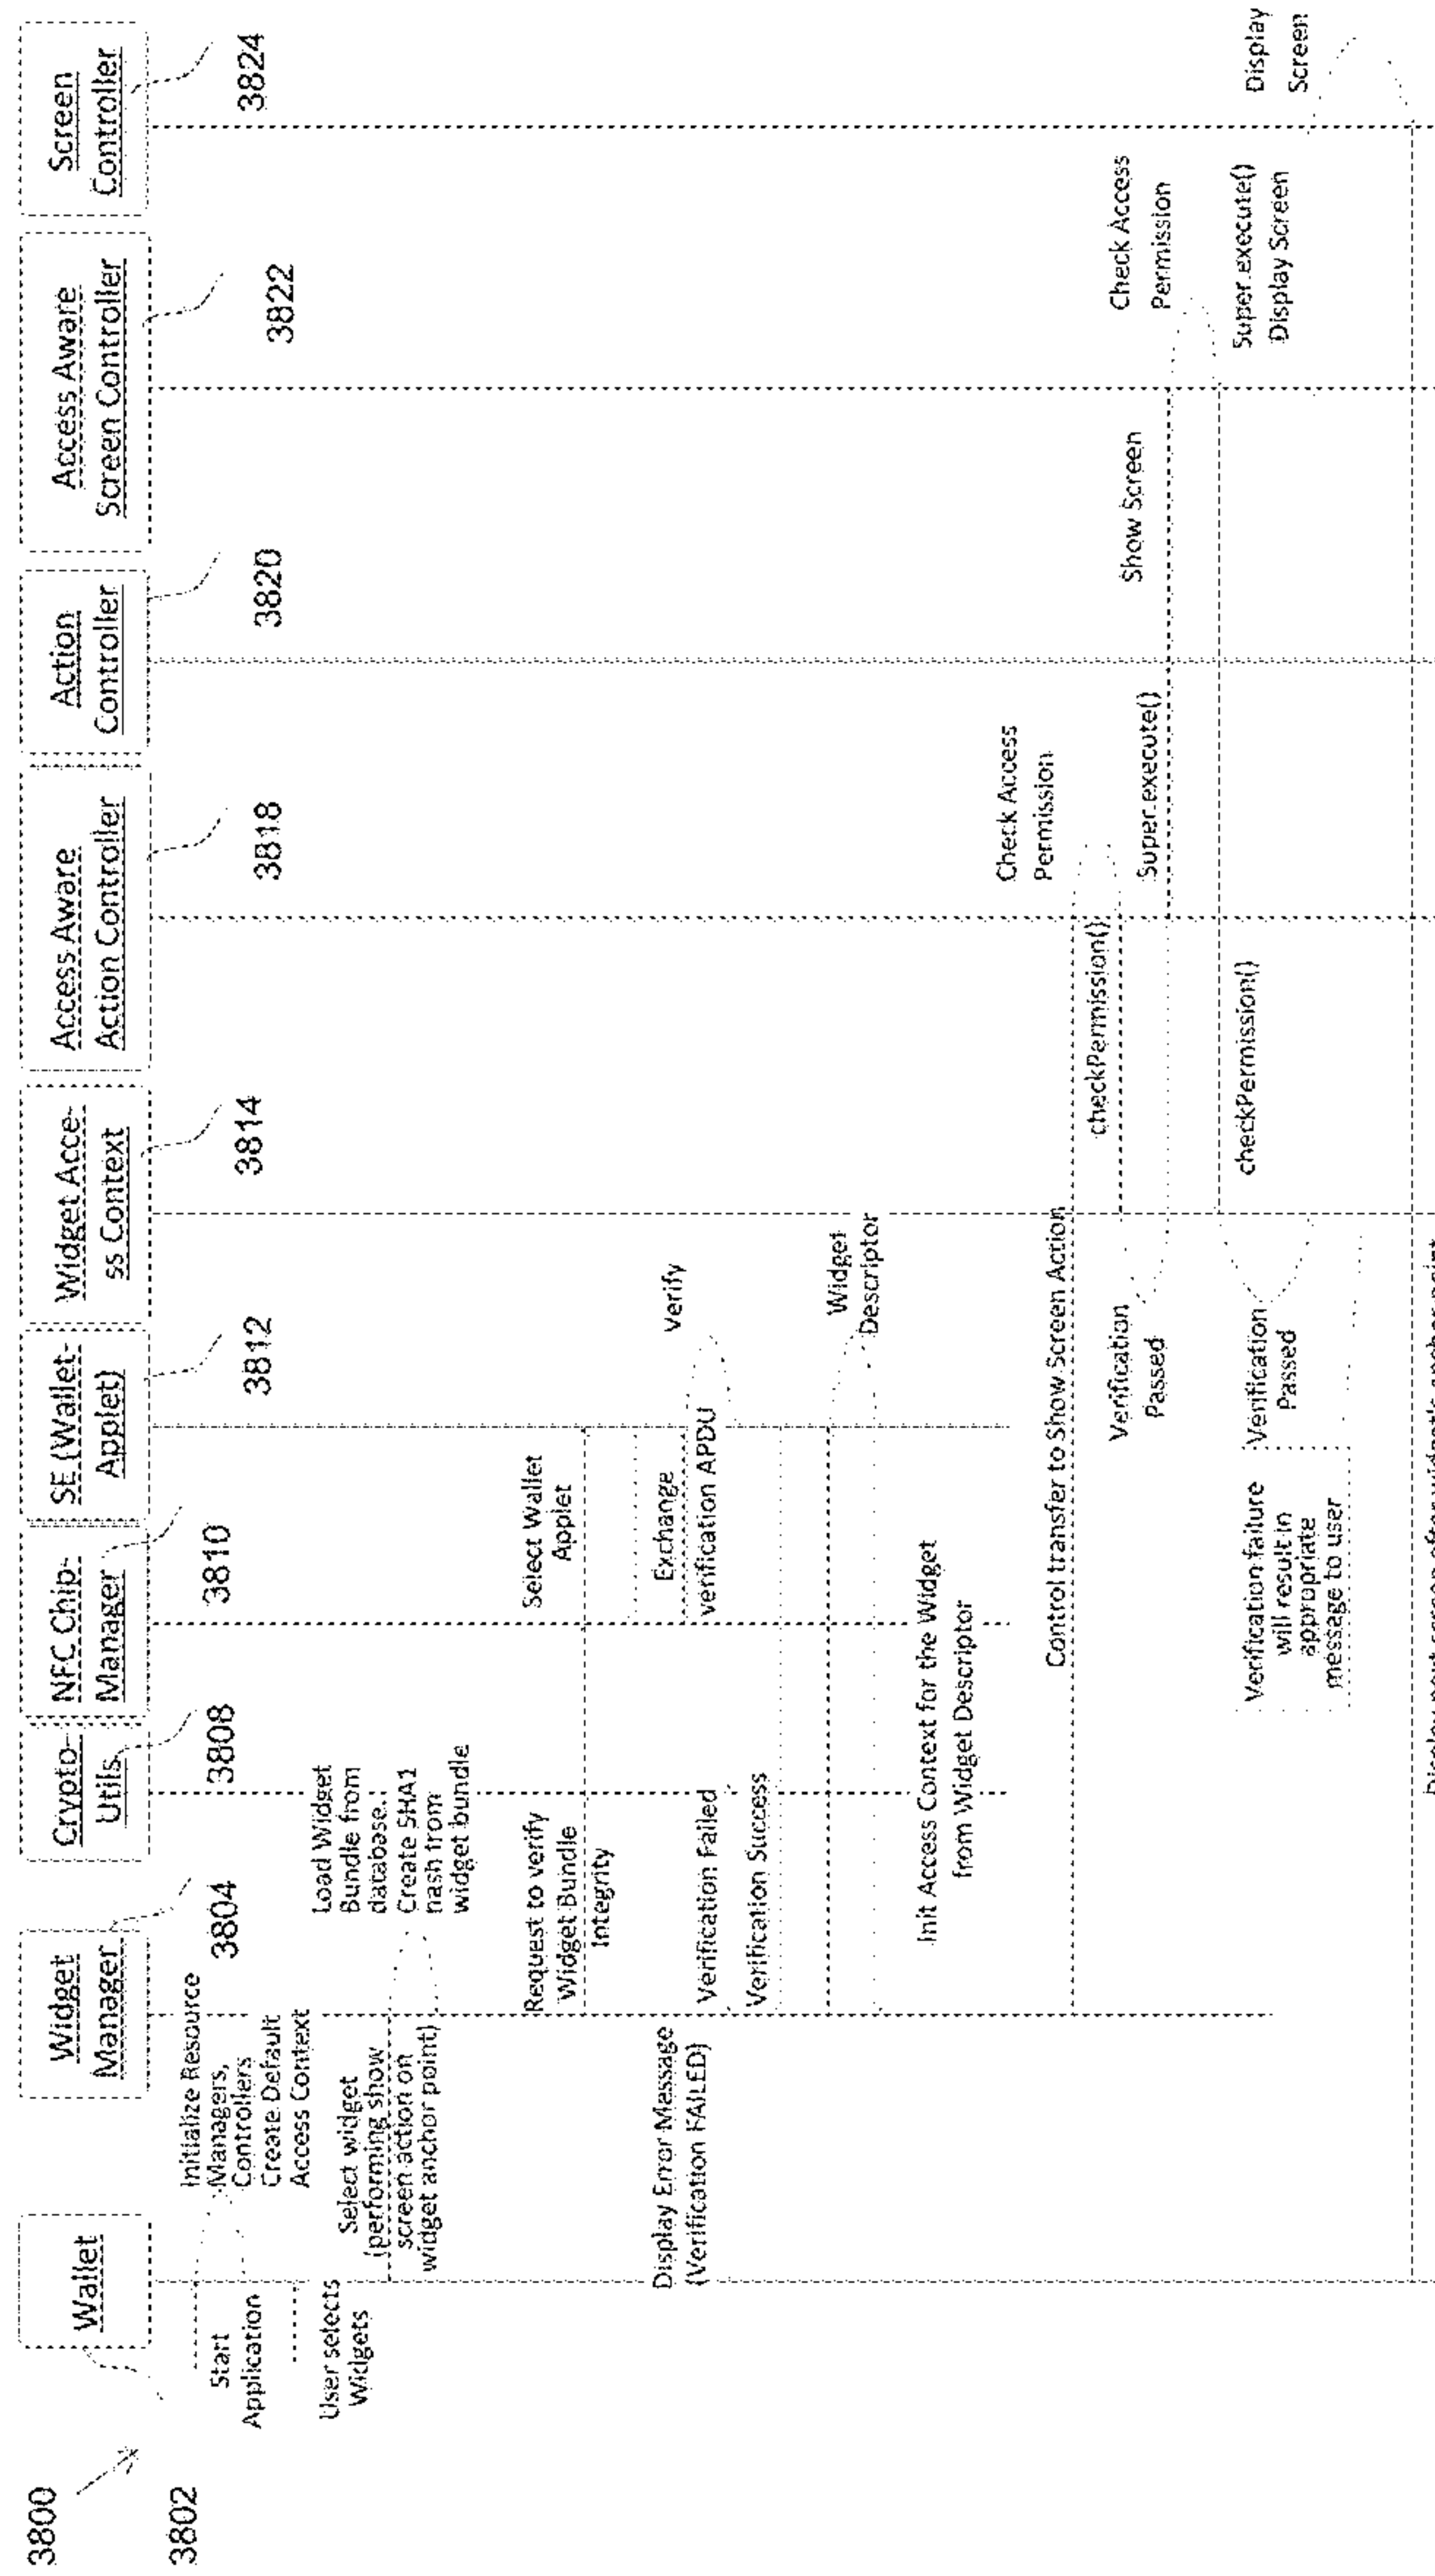 3800
3802
Wallet
Widget
Manager
3804
Crypto-
Utils
3808
NFC Chip-
Manager
3810
SE (Wallet-
Applet)
3812
Widget Acce-
ss Context
3814
Access Aware
Action Controller
3818
Action
Controller
3820
Access Aware
Screen Controller
3822
Screen
Controller
3824
Start
Application
Initialize Resource
Managers,
Controllers
Create Default
Access Context
User selects
Widgets
Select widget
(performing show
screen action on
widget anchor point)
Load Widget
Bundle from
database.
Create SHA1
hash from
widget bundle
Request to verify
Widget Bundle
Integrity
Select Wallet
Applet
Exchange
verification APDU
Verify
Display Error Message
(Verification FAILED)
Verification Failed
Verification Success
Widget
Descriptor
Init Access Context for the Widget
from Widget Descriptor
Control transfer to Show Screen Action
Check Access
Permission
checkPermission()
Verification
Passed
Super.execute()
Show Screen
Check Access
Permission
checkPermission()
Verification
Passed
Verification failure
will result in
appropriate
message to user
Super.execute()
Display Screen
Display
Screen